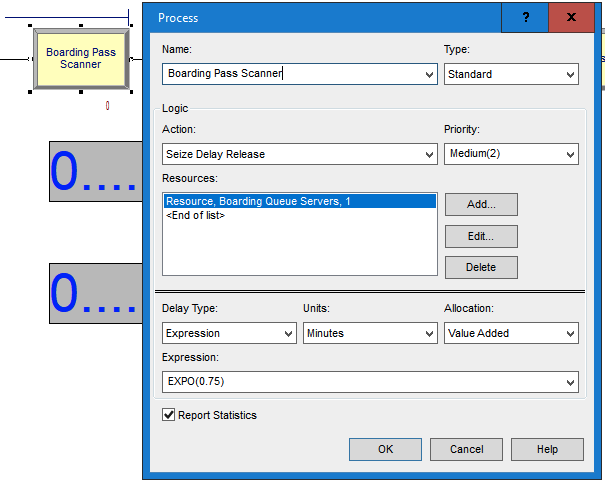 Process
?
x
Boarding Pass
Scanner
0
0....
0....
Name:
Type:
Boarding Pass Scanner
Standard
Logic
Action:
Priority:
Seize Delay Release
Medium(2)
Resources:
Resource, Boarding Queue Servers, 1
<End of list>
Add...
Edit...
Delete
Delay Type:
Units:
Allocation:
Expression
Minutes
Value Added
Expression:
EXPO(0.75)
Report Statistics
OK
Cancel
Help